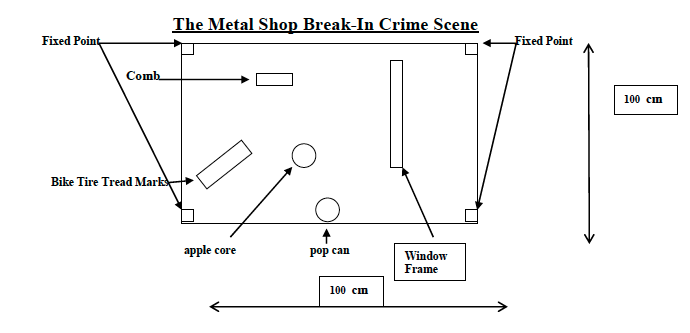 The Metal Shop Break-In Crime Scene
Fixed Point
Fixed Point
Comb
100 cm
Bike Tire Tread Marks
apple core
pop can
Window
Frame
100 cm